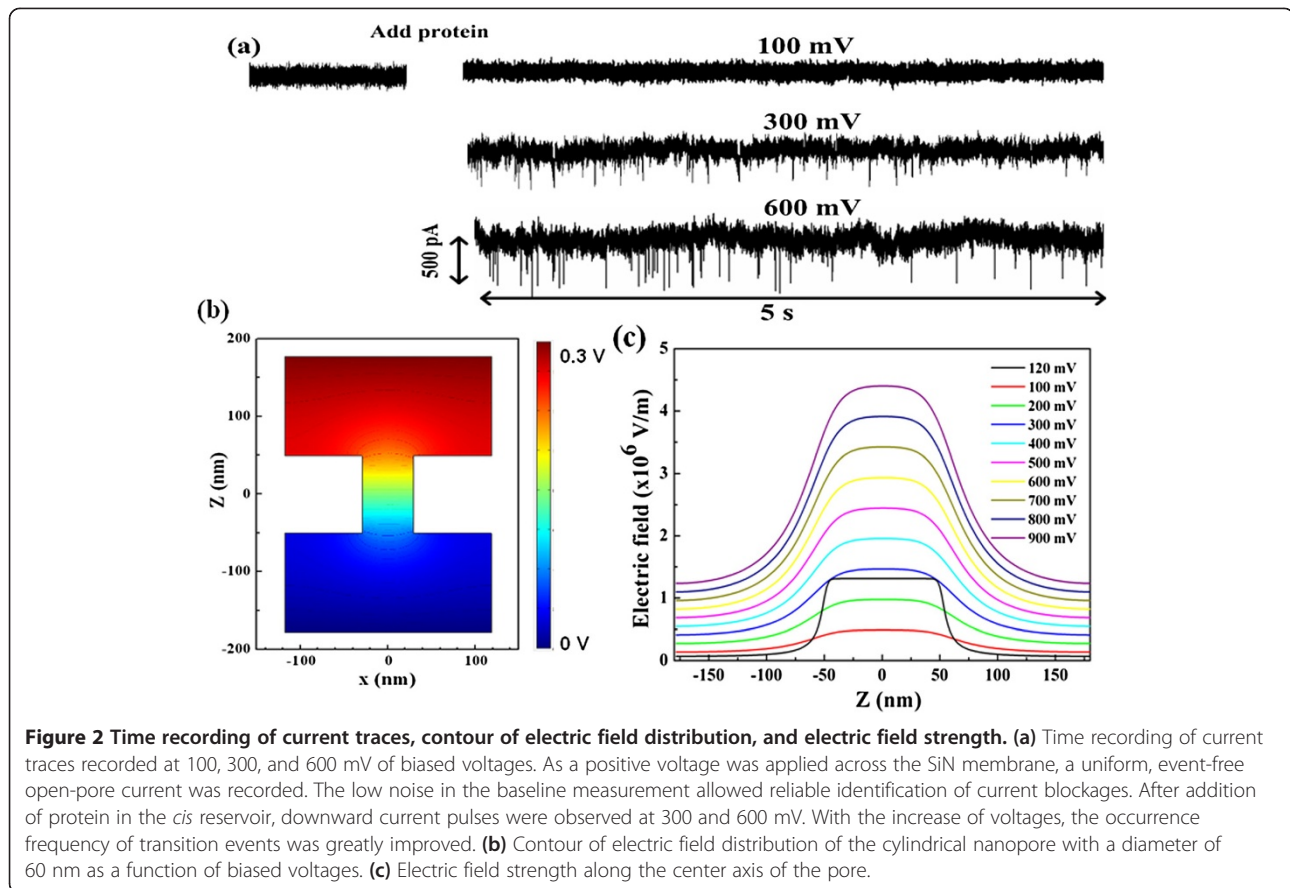 (a)
Add protein
100 mV
300 mV
600 mV
500 pA
5 s
(b)
200
100
0
-100
-200
Z (nm)
-100
0
100
x (nm)
0.3 V
0 V
(c)
5
4
3
2
1
0
Electric field (x10⁶ V/m)
-150
-100
-50
0
50
100
150
Z (nm)
120 mV
100 mV
200 mV
300 mV
400 mV
500 mV
600 mV
700 mV
800 mV
900 mV
Figure 2 Time recording of current traces, contour of electric field distribution, and electric field strength. (a) Time recording of current
traces recorded at 100, 300, and 600 mV of biased voltages. As a positive voltage was applied across the SiN membrane, a uniform, event-free
open-pore current was recorded. The low noise in the baseline measurement allowed reliable identification of current blockages. After addition
of protein in the cis reservoir, downward current pulses were observed at 300 and 600 mV. With the increase of voltages, the occurrence
frequency of transition events was greatly improved. (b) Contour of electric field distribution of the cylindrical nanopore with a diameter of
60 nm as a function of biased voltages. (c) Electric field strength along the center axis of the pore.